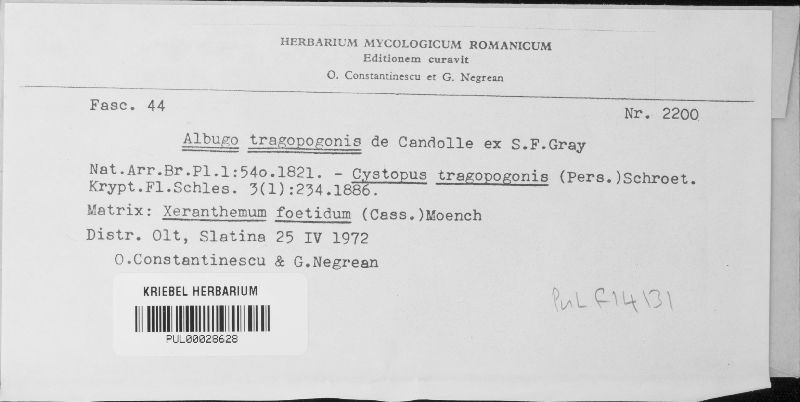 HERBARIUM MYCOLOGICUM ROMANICUM
Editionem curavit
O. Constantinescu et G. Negrean
Fasc. 44
Nr. 2200
Albugo tragopogonis de Candolle ex S.F.Gray
Nat.Arr.Br.Pl.1:54o.1821. - Cystopus tragopogonis (Pers.)Schroet.
Krypt.Fl.Schles. 3(1):234.1886.
Matrix: Xeranthemum foetidum (Cass.)Moench
Distr. Olt, Slatina 25 IV 1972
O.Constantinescu & G.Negrean
KRIEBEL HERBARIUM
PUL00028628
PUL F14131